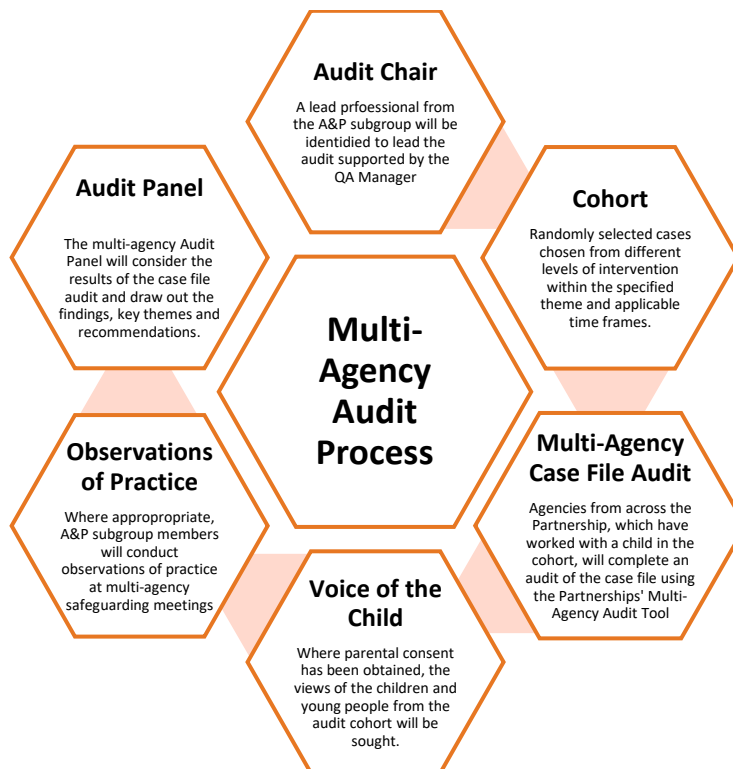 Audit Chair
A lead prfoessional from
the A&P subgroup will be
identidied to lead the
audit supported by the
QA Manager
Cohort
Randomly selected cases
chosen from different
levels of intervention
within the specified
theme and applicable
time frames.
Multi-Agency
Case File Audit
Agencies from across the
Partnership, which have
worked with a child in the
cohort, will complete an
audit of the case file using
the Partnerships' Multi-
Agency Audit Tool
Voice of the
Child
Where parental consent
has been obtained, the
views of the children and
young people from the
audit cohort will be
sought.
Observations
of Practice
Where appropropriate,
A&P subgroup members
will conduct
observations of practice
at multi-agency
safeguarding meetings
Audit Panel
The multi-agency Audit
Panel will consider the
results of the case file
audit and draw out the
findings, key themes and
recommendations.
Multi-
Agency
Audit
Process